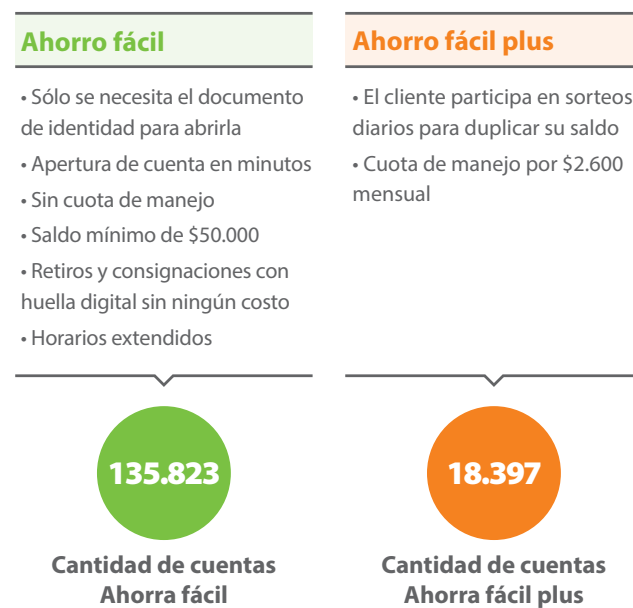 Ahorro fácil
• Sólo se necesita el documento
de identidad para abrirla
• Apertura de cuenta en minutos
• Sin cuota de manejo
• Saldo mínimo de $50.000
• Retiros y consignaciones con
huella digital sin ningún costo
• Horarios extendidos
135.823
Cantidad de cuentas
Ahorra fácil
Ahorro fácil plus
• El cliente participa en sorteos
diarios para duplicar su saldo
• Cuota de manejo por $2.600
mensual
18.397
Cantidad de cuentas
Ahorra fácil plus